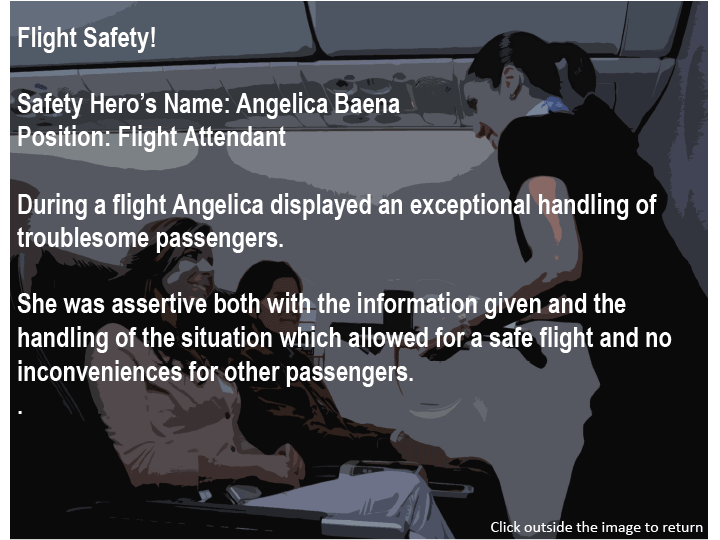 Flight Safety!
Safety Hero’s Name: Angelica Baena
Position: Flight Attendant
During a flight Angelica displayed an exceptional handling of
troublesome passengers.
She was assertive both with the information given and the
handling of the situation which allowed for a safe flight and no
inconveniences for other passengers.
.
Click outside the image to return